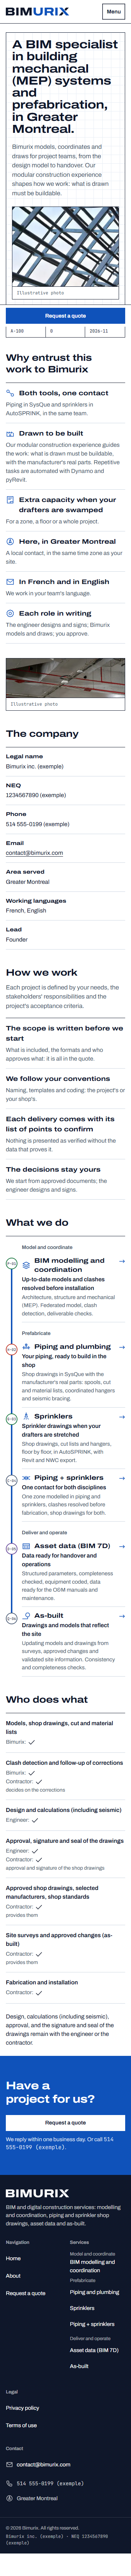 BIMURIX
Menu
A BIM specialist
in building
mechanical
(MEP) systems
and
prefabrication,
in Greater
Montreal.
Bimurix models, coordinates and
draws for project teams, from the
design model to handover. Our
modular construction experience
shapes how we work: what is drawn
must be buildable.
Illustrative photo
Request a quote
A-100
0
2026-11
Why entrust this
work to Bimurix
Both tools, one contact
Piping in SysQue and sprinklers in
AutoSPRINK, in the same team.
Drawn to be built
Our modular construction experience guides
how we work: what is drawn must be buildable,
with the manufacturer's real parts. Repetitive
tasks are automated with Dynamo and
pyRevit.
Extra capacity when your
drafters are swamped
For a zone, a floor or a whole project.
Here, in Greater Montreal
A local contact, in the same time zone as your
site.
In French and in English
We work in your team's language.
Each role in writing
The engineer designs and signs; Bimurix
models and draws; you approve.
Illustrative photo
The company
Legal name
Bimurix inc. (exemple)
NEQ
1234567890 (exemple)
Phone
514 555-0199 (exemple)
Email
contact@bimurix.com
Area served
Greater Montreal
Working languages
French, English
Lead
Founder
How we work
Each project is defined by your needs, the
stakeholders' responsibilities and the
project's acceptance criteria.
The scope is written before we
start
What is included, the formats and who
approves what: it is all in the quote.
We follow your conventions
Naming, templates and coding: the project's or
your shop's.
Each delivery comes with its
list of points to confirm
Nothing is presented as verified without the
data that proves it.
The decisions stay yours
We start from approved documents; the
engineer designs and signs.
What we do
Model and coordinate
BIM modelling and
coordination
Up-to-date models and clashes
resolved before installation
Architecture, structure and mechanical
(MEP). Federated model, clash
detection, deliverable checks.
Prefabricate
Piping and plumbing
Your piping, ready to build in the
shop
Shop drawings in SysQue with the
manufacturer's real parts: spools, cut
and material lists, coordinated hangers
and seismic bracing.
Sprinklers
Sprinkler drawings when your
drafters are stretched
Shop drawings, cut lists and hangers,
floor by floor, in AutoSPRINK, with
Revit and NWC export.
Piping + sprinklers
One contact for both disciplines
One zone modelled in piping and
sprinklers, clashes resolved before
fabrication, shop drawings for both.
Deliver and operate
Asset data (BIM 7D)
Data ready for handover and
operations
Structured parameters, completeness
checked, equipment coded, data
ready for the O&M manuals and
maintenance.
As-built
Drawings and models that reflect
the site
Updating models and drawings from
surveys, approved changes and
validated site information. Consistency
and completeness checks.
Who does what
Models, shop drawings, cut and material
lists
Bimurix:
Clash detection and follow-up of corrections
Bimurix:
Contractor:
decides on the corrections
Design and calculations (including seismic)
Engineer:
Approval, signature and seal of the drawings
Engineer:
Contractor:
approval and signature of the shop drawings
Approved shop drawings, selected
manufacturers, shop standards
Contractor:
provides them
Site surveys and approved changes (as-
built)
Contractor:
provides them
Fabrication and installation
Contractor:
Design, calculations (including seismic),
approval, and the signature and seal of the
drawings remain with the engineer or the
contractor.
Have a
project for us?
Request a quote
We reply within one business day. Or call 514
555-0199 (exemple).
BIMURIX
BIM and digital construction services: modelling
and coordination, piping and sprinkler shop
drawings, asset data and as-built.
Navigation
Home
About
Request a quote
Services
Model and coordinate
BIM modelling and
coordination
Prefabricate
Piping and plumbing
Sprinklers
Piping + sprinklers
Deliver and operate
Asset data (BIM 7D)
As-built
Legal
Privacy policy
Terms of use
Contact
contact@bimurix.com
514 555-0199 (exemple)
Greater Montreal
© 2026 Bimurix. All rights reserved.
Bimurix inc. (exemple) · NEQ 1234567890
(exemple)